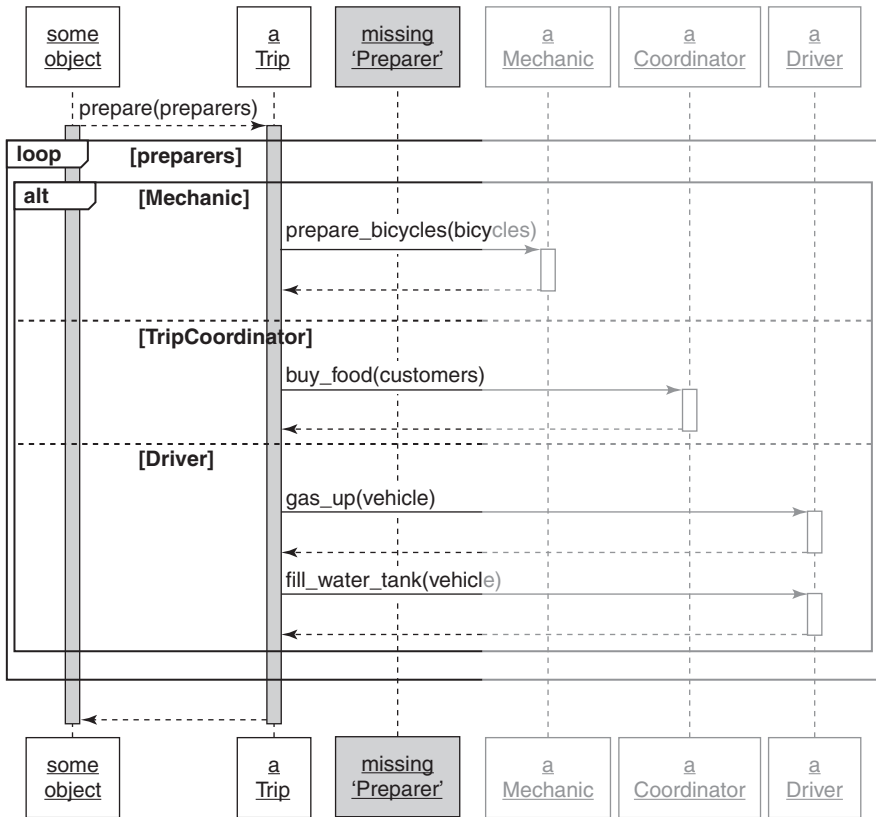 some
object
a
Trip
missing
‘Preparer’
a
Mechanic
a
Coordinator
a
Driver
prepare(preparers)
loop
[preparers]
alt
[Mechanic]
prepare_bicycles(bicycles)
[TripCoordinator]
buy_food(customers)
[Driver]
gas_up(vehicle)
fill_water_tank(vehicle)
some
object
a
Trip
missing
‘Preparer’
a
Mechanic
a
Coordinator
a
Driver